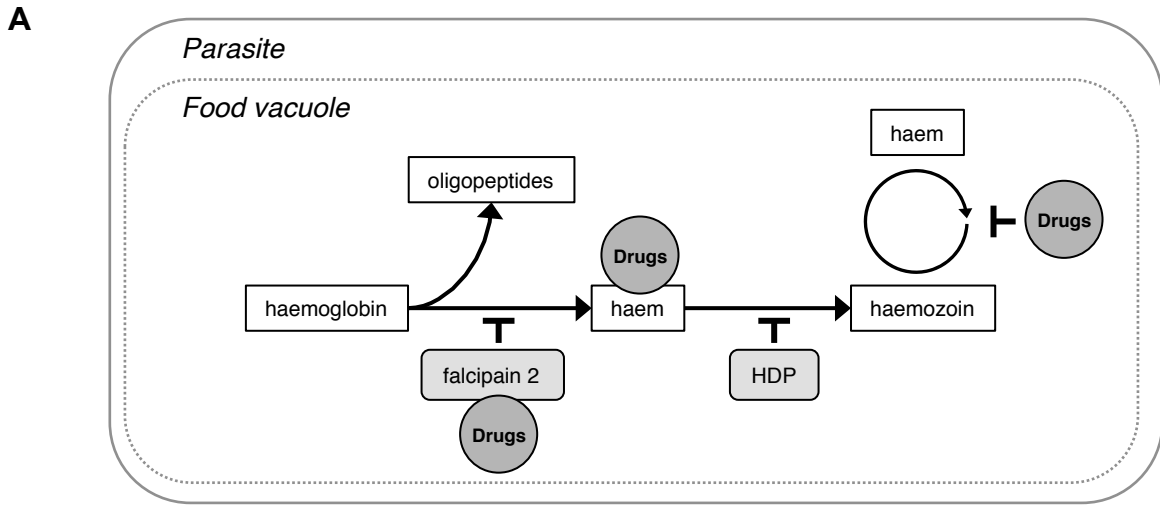 A
Parasite
Food vacuole
haem
oligopeptides
Drugs
Drugs
haemoglobin
haem
haemozoin
falcipain 2
HDP
Drugs